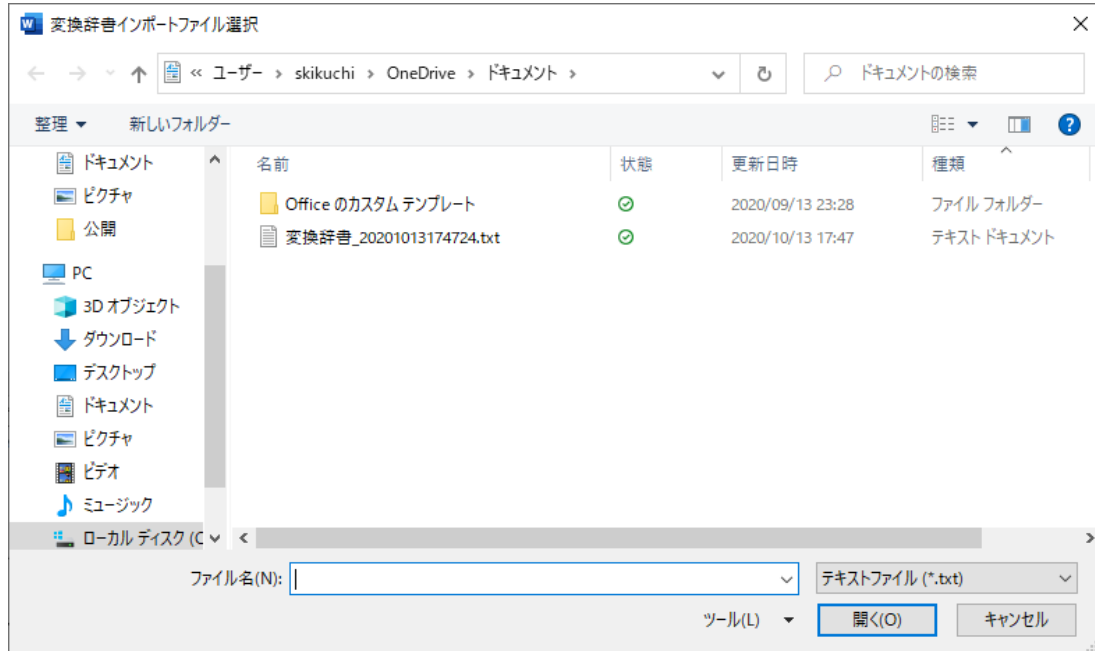 変換辞書インポートファイル選択
« ユーザー › skikuchi › OneDrive › ドキュメント ›
ドキュメントの検索
整理
新しいフォルダー
ドキュメント
ピクチャ
公開
PC
3D オブジェクト
ダウンロード
デスクトップ
ドキュメント
ピクチャ
ビデオ
ミュージック
ローカル ディスク (C
名前 状態 更新日時 種類
Office のカスタム テンプレート 2020/09/13 23:28 ファイル フォルダー
変換辞書_20201013174724.txt 2020/10/13 17:47 テキスト ドキュメント
ファイル名(N):
テキストファイル (*.txt)
ツール(L) 開く(O) キャンセル